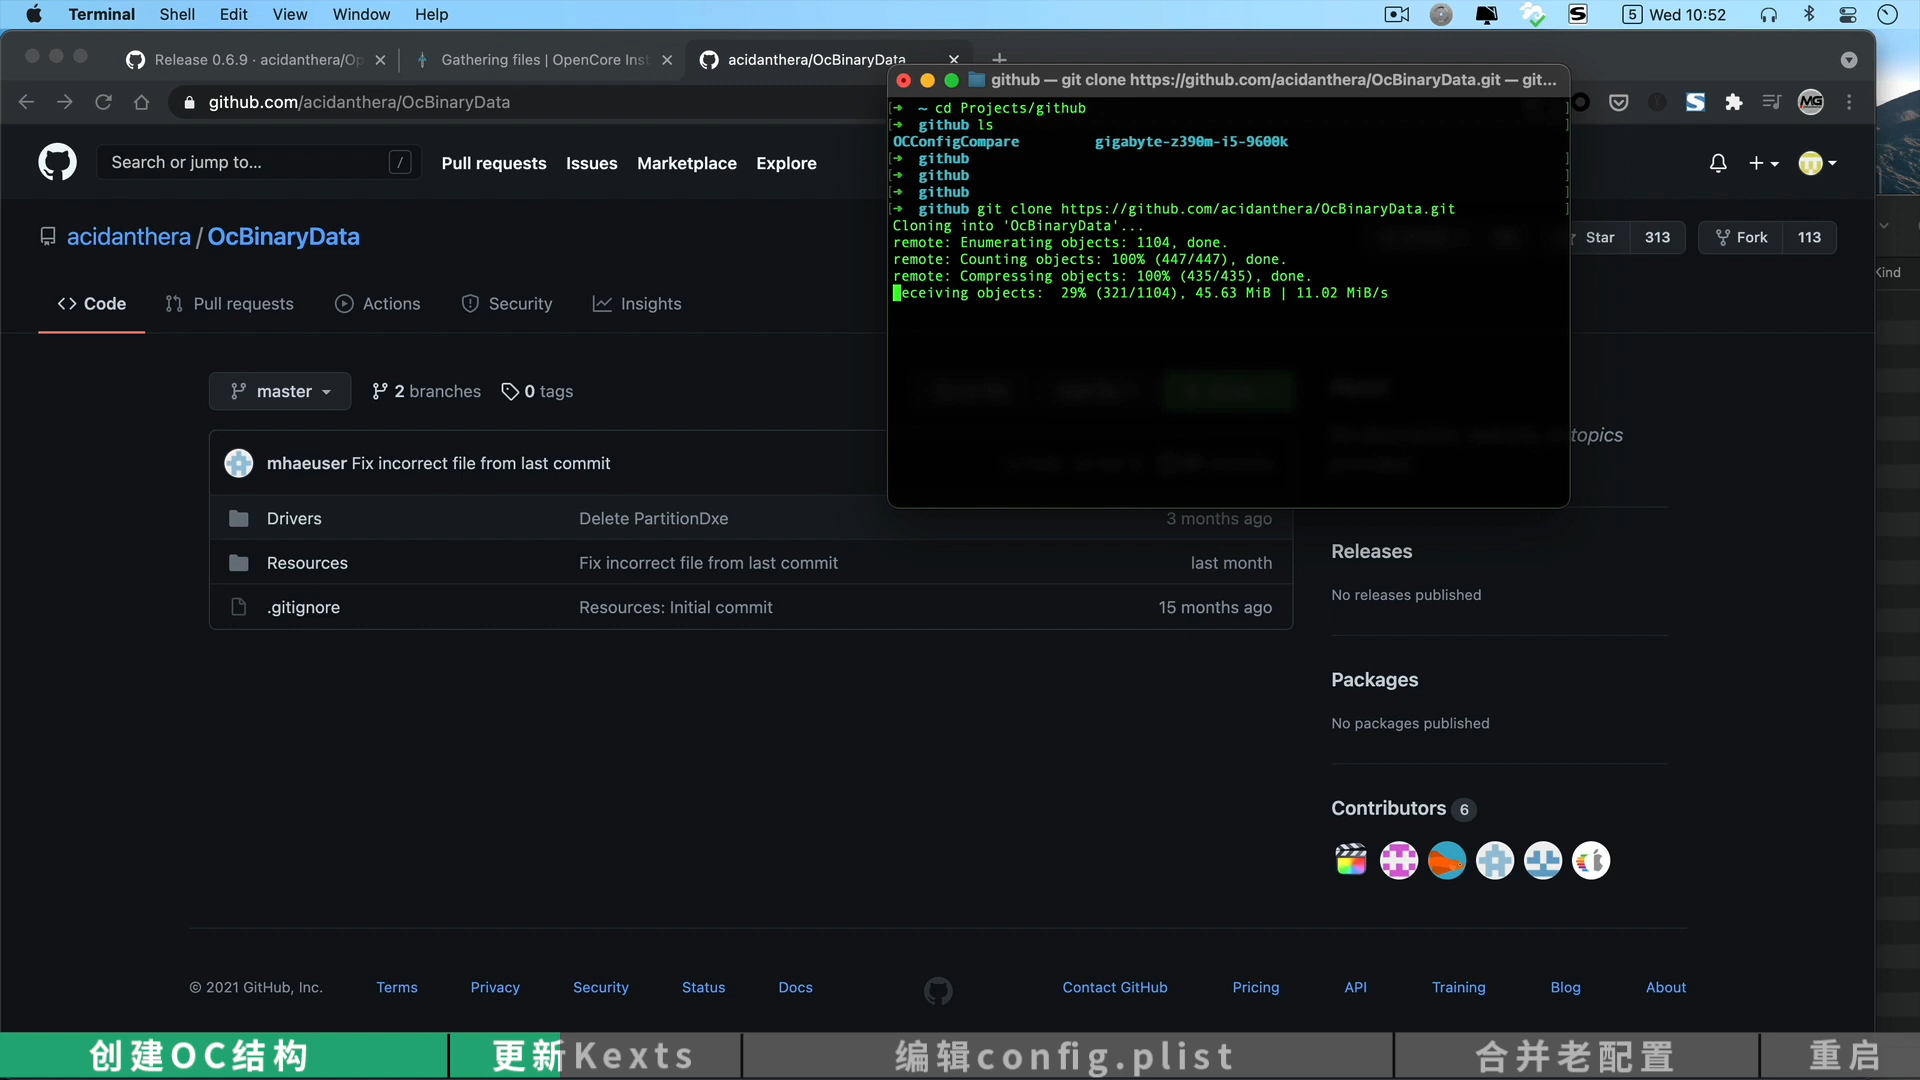 Terminal Shell Edit View Window Help
5 Wed 10:52
Release 0.6.9 · acidanthera/Op
Gathering files | OpenCore Inst
acidanthera/OcBinaryData
github.com/acidanthera/OcBinaryData
github — git clone https://github.com/acidanthera/OcBinaryData.git — git...
~ cd Projects/github
github ls
OCConfigCompare gigabyte-z390m-i5-9600k
github
github
github
github git clone https://github.com/acidanthera/OcBinaryData.git
Cloning into 'OcBinaryData'...
remote: Enumerating objects: 1104, done.
remote: Counting objects: 100% (447/447), done.
remote: Compressing objects: 100% (435/435), done.
eceiving objects: 29% (321/1104), 45.63 MiB | 11.02 MiB/s
Search or jump to... /
Pull requests Issues Marketplace Explore
acidanthera / OcBinaryData
Star 313
Fork 113
Kind
Code Pull requests Actions Security Insights
master 2 branches 0 tags
topics
mhaeuser Fix incorrect file from last commit
Drivers Delete PartitionDxe 3 months ago
Resources Fix incorrect file from last commit last month
.gitignore Resources: Initial commit 15 months ago
Releases
No releases published
Packages
No packages published
Contributors 6
© 2021 GitHub, Inc. Terms Privacy Security Status Docs Contact GitHub Pricing API Training Blog About
创建OC结构 更新Kexts 编辑config.plist 合并老配置 重启